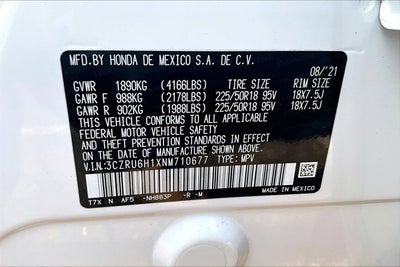 MFD.BY HONDA DE MEXICO S.A. DE C.V.
08/'21
GVWR 1890KG (4166LBS) TIRE SIZE RIM SIZE
GAWR F 988KG (2178LBS) 225/50R18 95V 18X7.5J
GAWR R 902KG (1988LBS) 225/50R18 95V 18X7.5J
THIS VEHICLE CONFORMS TO ALL APPLICABLE
FEDERAL MOTOR VEHICLE SAFETY, BUMPER,
AND THEFT PREVENTION STANDARDS IN EFFECT
ON THE DATE OF MANUFACTURE SHOWN ABOVE.
V.I.N.:3CZRU6H1XNM710677 TYPE: MPV
MADE IN MEXICO
T7X N AF5 -NH883P -R -M